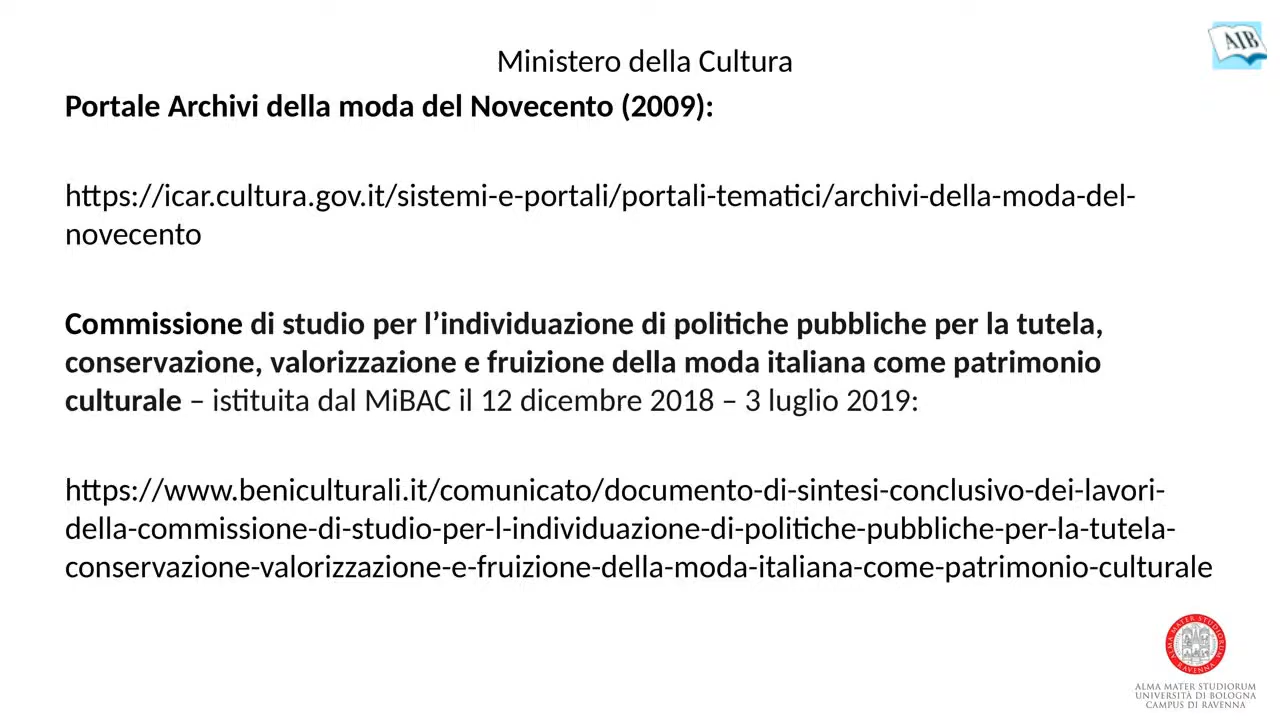 AIB
Ministero della Cultura
Portale Archivi della moda del Novecento (2009):
https://icar.cultura.gov.it/sistemi-e-portali/portali-tematici/archivi-della-moda-del-
novecento
Commissione di studio per l’individuazione di politiche pubbliche per la tutela,
conservazione, valorizzazione e fruizione della moda italiana come patrimonio
culturale – istituita dal MiBAC il 12 dicembre 2018 – 3 luglio 2019:
https://www.beniculturali.it/comunicato/documento-di-sintesi-conclusivo-dei-lavori-
della-commissione-di-studio-per-l-individuazione-di-politiche-pubbliche-per-la-tutela-
conservazione-valorizzazione-e-fruizione-della-moda-italiana-come-patrimonio-culturale
ALMA MATER STUDIORUM
RAVENNA
ALMA MATER STUDIORUM
UNIVERSITÀ DI BOLOGNA
CAMPUS DI RAVENNA